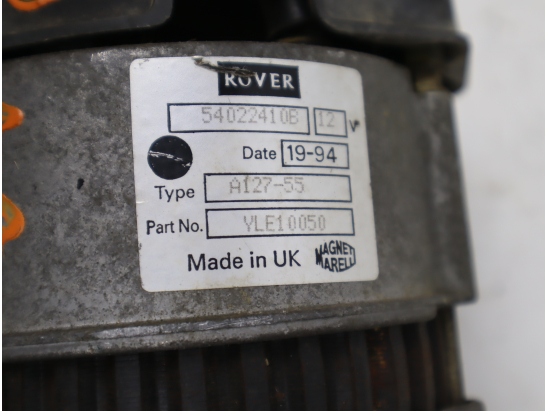 ROVER
54022410B 12 V
Date 19-94
Type A127-55
Part No. YLE10050
Made in UK MAGNETI MARELLI